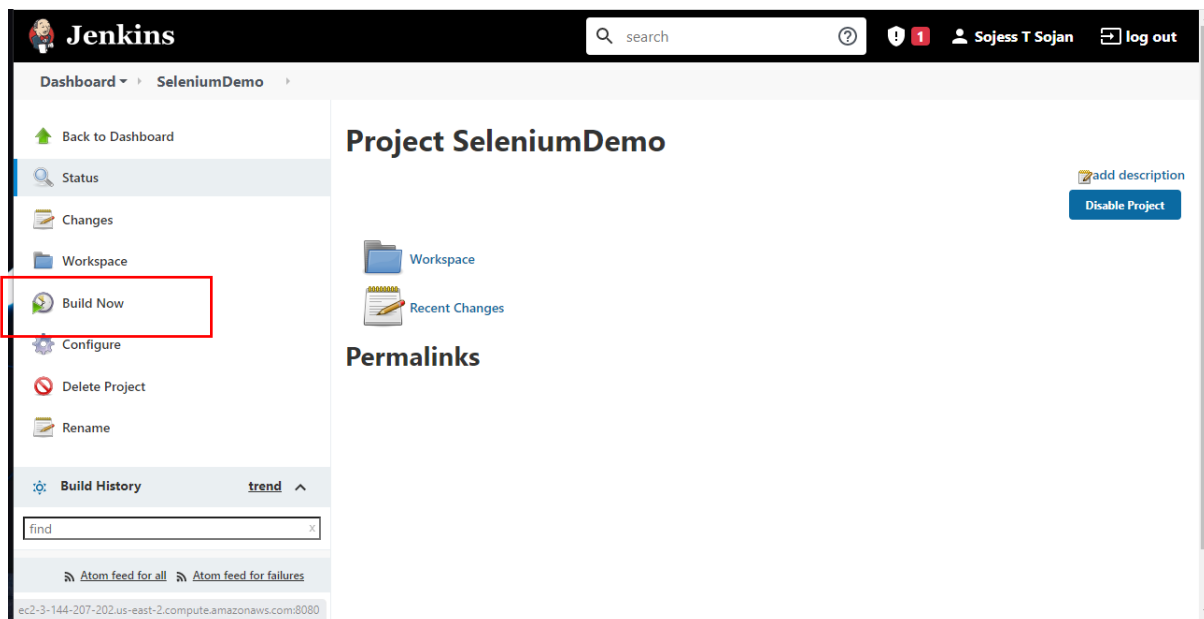 Jenkins
search
1
Sojess T Sojan
log out
Dashboard
SeleniumDemo
Back to Dashboard
Status
Changes
Workspace
Build Now
Configure
Delete Project
Rename
Build History
trend
find
x
Atom feed for all
Atom feed for failures
ec2-3-144-207-202.us-east-2.compute.amazonaws.com:8080
Project SeleniumDemo
add description
Disable Project
Workspace
Recent Changes
Permalinks